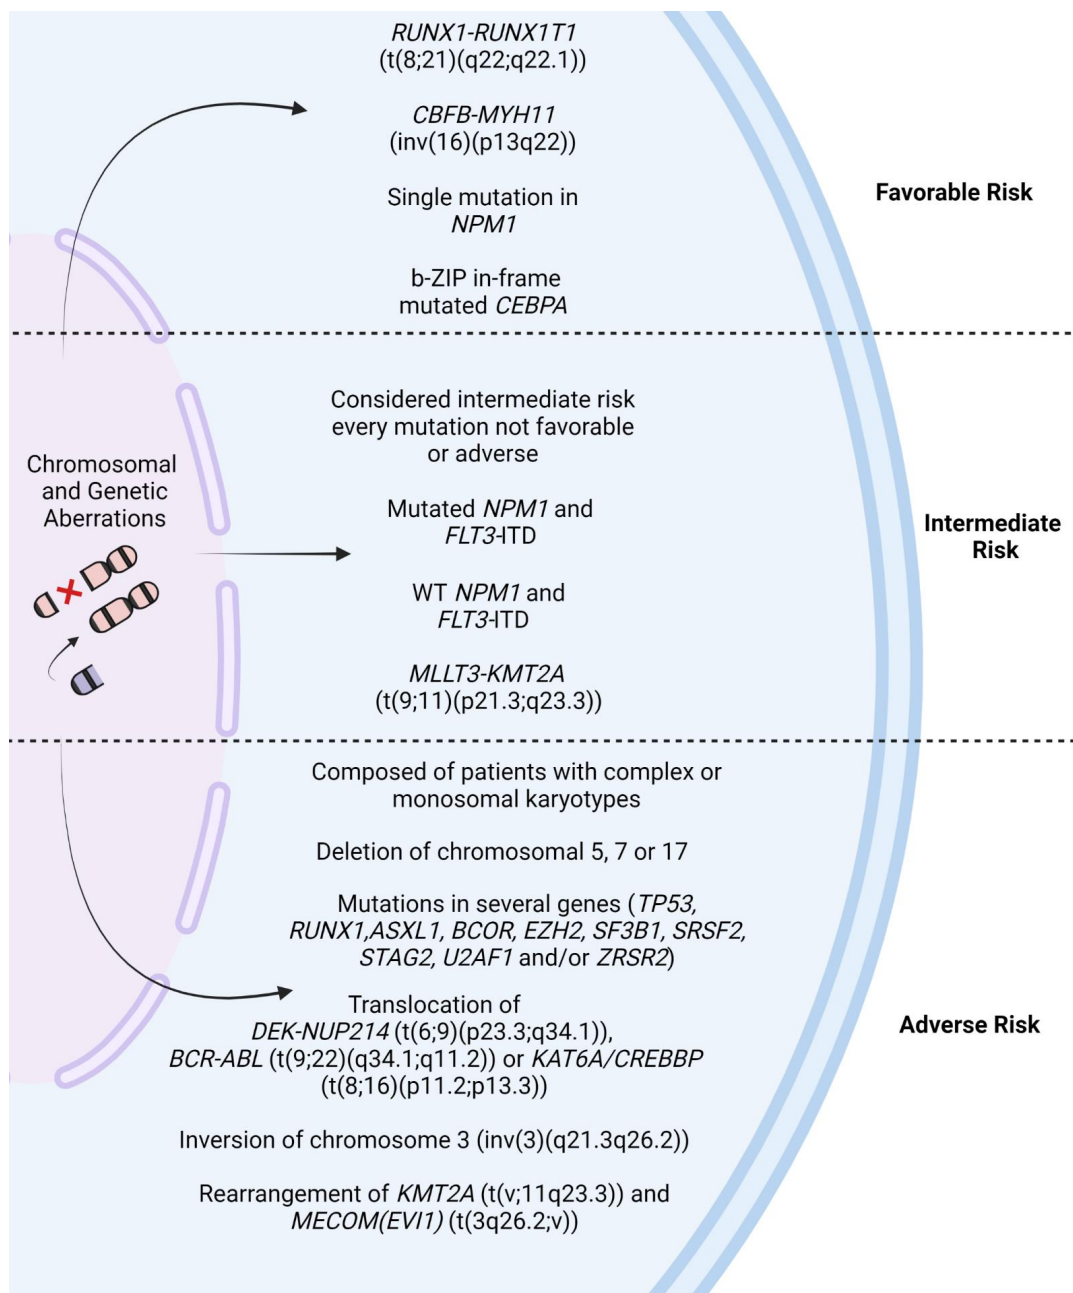 RUNX1-RUNX1T1
(t(8;21)(q22;q22.1))
CBFB-MYH11
(inv(16)(p13q22))
Single mutation in
NPM1
b-ZIP in-frame
mutated CEBPA
Favorable Risk
Chromosomal
and Genetic
Aberrations
Considered intermediate risk
every mutation not favorable
or adverse
Mutated NPM1 and
FLT3-ITD
WT NPM1 and
FLT3-ITD
MLLT3-KMT2A
(t(9;11)(p21.3;q23.3))
Intermediate
Risk
Composed of patients with complex or
monosomal karyotypes
Deletion of chromosomal 5, 7 or 17
Mutations in several genes (TP53,
RUNX1,ASXL1, BCOR, EZH2, SF3B1, SRSF2,
STAG2, U2AF1 and/or ZRSR2)
Translocation of
DEK-NUP214 (t(6;9)(p23.3;q34.1)),
BCR-ABL (t(9;22)(q34.1;q11.2)) or KAT6A/CREBBP
(t(8;16)(p11.2;p13.3))
Inversion of chromosome 3 (inv(3)(q21.3q26.2))
Rearrangement of KMT2A (t(v;11q23.3)) and
MECOM(EVI1) (t(3q26.2;v))
Adverse Risk